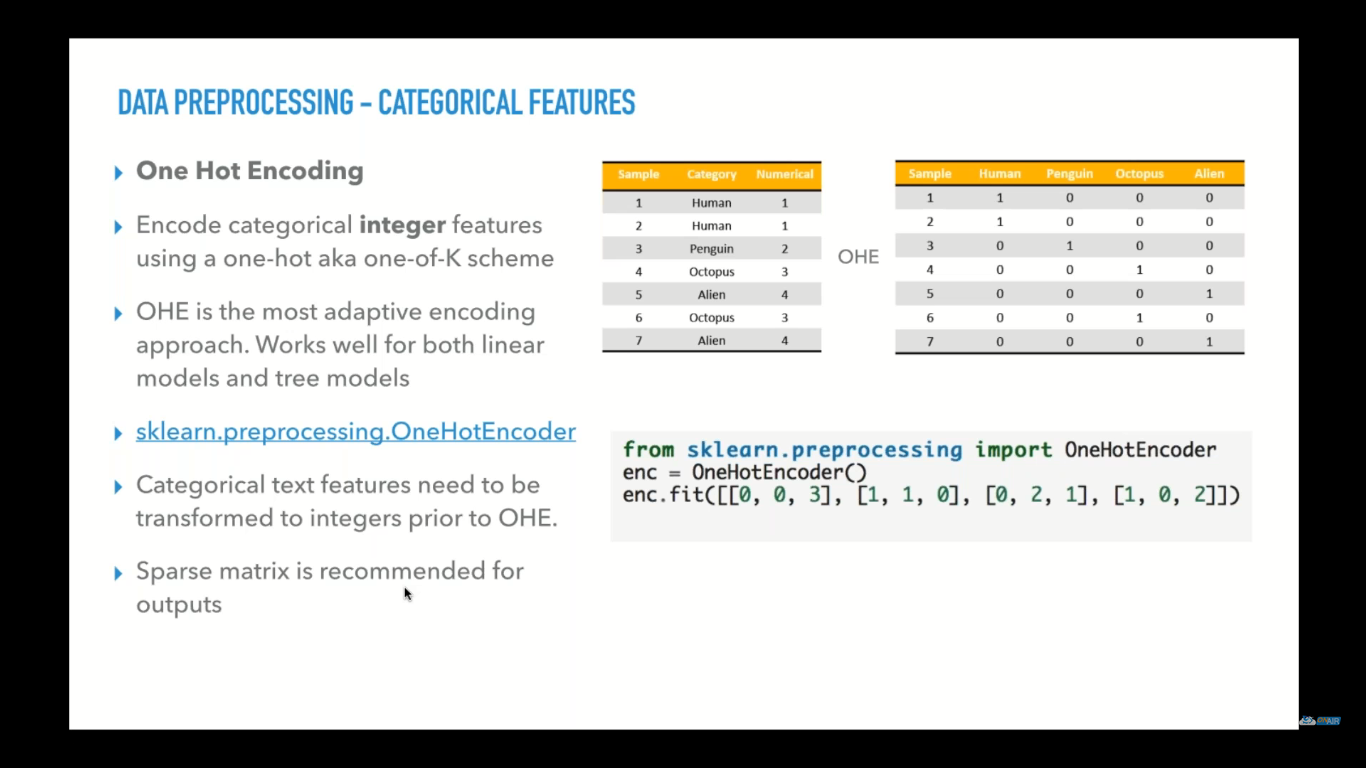 DATA PREPROCESSING – CATEGORICAL FEATURES
One Hot Encoding
Encode categorical integer features
using a one-hot aka one-of-K scheme
OHE is the most adaptive encoding
approach. Works well for both linear
models and tree models
sklearn.preprocessing.OneHotEncoder
Categorical text features need to be
transformed to integers prior to OHE.
Sparse matrix is recommended for
outputs
Sample Category Numerical
1 Human 1
2 Human 1
3 Penguin 2
4 Octopus 3
5 Alien 4
6 Octopus 3
7 Alien 4
OHE
Sample Human Penguin Octopus Alien
1 1 0 0 0
2 1 0 0 0
3 0 1 0 0
4 0 0 1 0
5 0 0 0 1
6 0 0 1 0
7 0 0 0 1
from sklearn.preprocessing import OneHotEncoder
enc = OneHotEncoder()
enc.fit([[0, 0, 3], [1, 1, 0], [0, 2, 1], [1, 0, 2]])